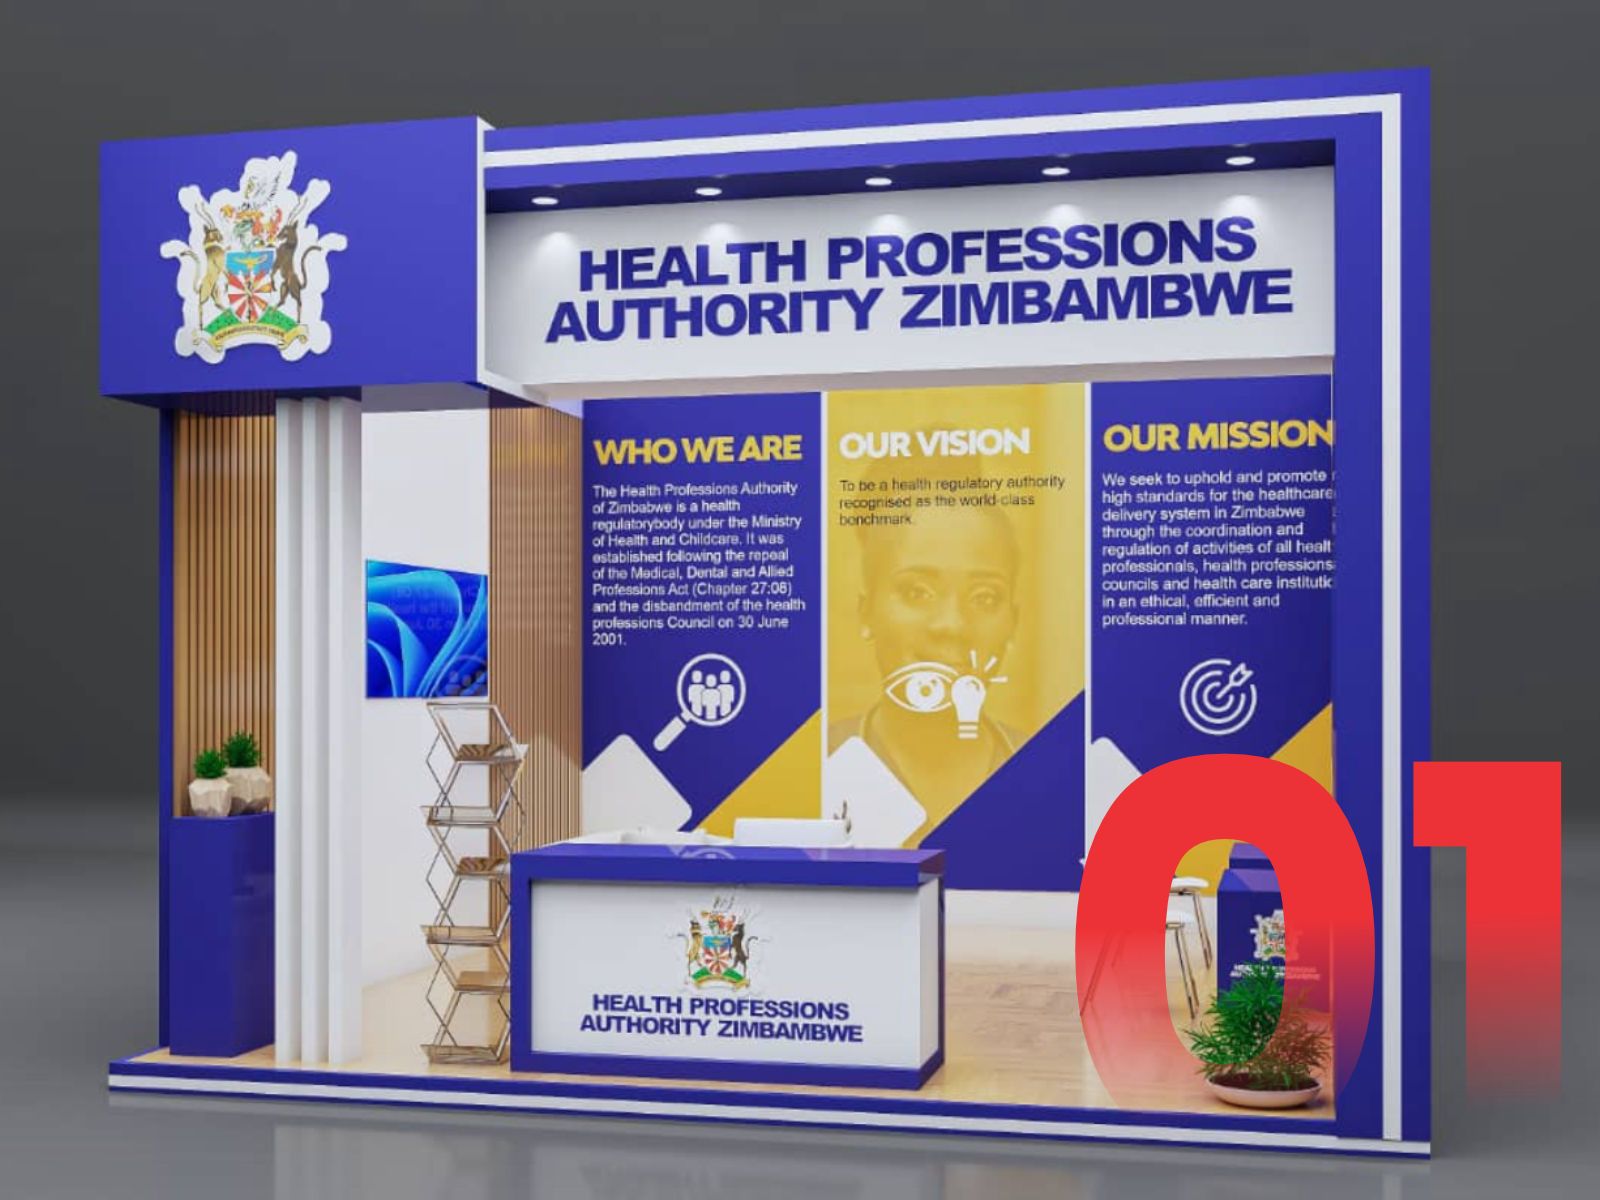 HEALTH PROFESSIONS
AUTHORITY ZIMBAMBWE
WHO WE ARE
The Health Professions Authority
of Zimbabwe is a health
regulatorybody under the Ministry
of Health and Childcare. It was
established following the repeal
of the Medical, Dental and Allied
Professions Act (Chapter 27:08)
and the disbandment of the health
professions Council on 30 June
2001.
OUR VISION
To be a health regulatory authority
recognised as the world-class
benchmark.
OUR MISSION
We seek to uphold and promote
high standards for the healthcare
delivery system in Zimbabwe
through the coordination and
regulation of activities of all healt
professionals, health professions
councils and health care institutio
in an ethical, efficient and
professional manner.
HEALTH PROFESSIONS
AUTHORITY ZIMBAMBWE
01